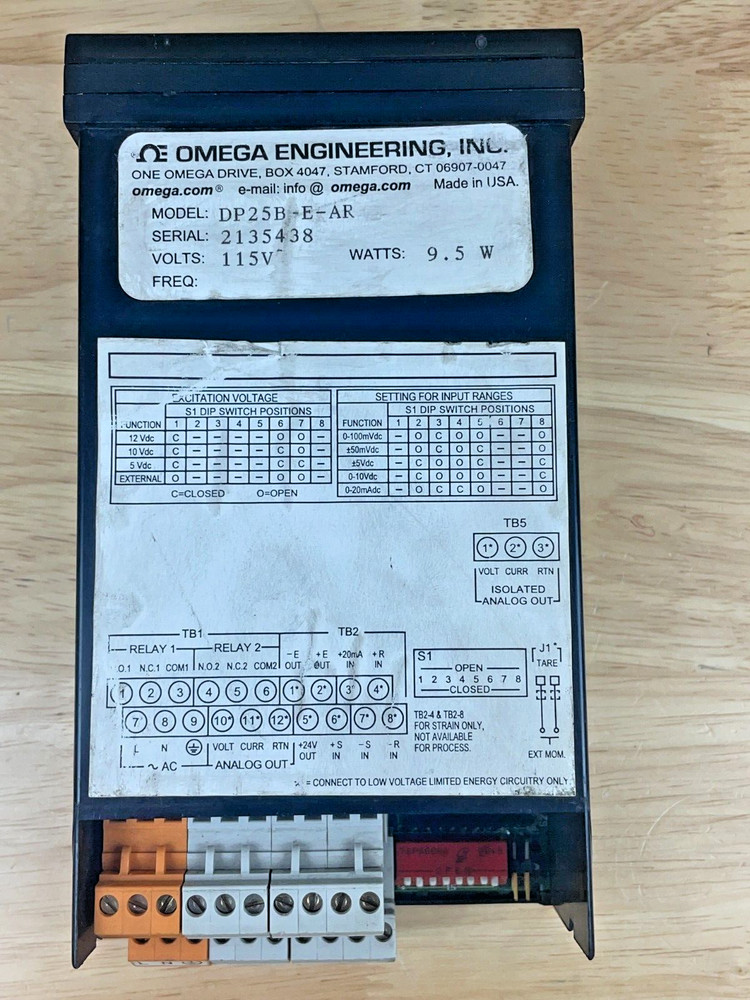 ΩE OMEGA ENGINEERING, INC.
ONE OMEGA DRIVE, BOX 4047, STAMFORD, CT 06907-0047
omega.com® e-mail: info @ omega.com Made in USA.
MODEL: DP25B-E-AR
SERIAL: 2135438
VOLTS: 115V~ WATTS: 9.5 W
FREQ:
EXCITATION VOLTAGE
S1 DIP SWITCH POSITIONS
FUNCTION 1 2 3 4 5 6 7 8
12 Vdc C – – – – O O –
10 Vdc C – – – – C O –
5 Vdc C – – – – C C –
EXTERNAL O – – – – O O –
C=CLOSED O=OPEN
SETTING FOR INPUT RANGES
S1 DIP SWITCH POSITIONS
FUNCTION 1 2 3 4 5 6 7 8
0-100mVdc – O C O O – – O
±50mVdc – O C O C – – O
±5Vdc – C O O C – – C
0-10Vdc – C O O – – C
0-20mAdc – O C C O – – O
TB5
1* 2* 3*
VOLT CURR RTN
ISOLATED
ANALOG OUT
TB1 TB2
RELAY 1 RELAY 2
–E +E +20mA +R
.O.1 N.C.1 COM1 N.O.2 N.C.2 COM2 OUT OUT IN IN
1 2 3 4 5 6 1* 2* 3* 4*
7 8 9 10* 11* 12* 5* 6* 7* 8*
L N VOLT CURR RTN +24V +S –S –R
OUT IN IN IN
~ AC ANALOG OUT
S1
OPEN
1 2 3 4 5 6 7 8
CLOSED
J1*
TARE
TB2-4 & TB2-8
FOR STRAIN ONLY,
NOT AVAILABLE
FOR PROCESS.
EXT MOM.
* = CONNECT TO LOW VOLTAGE LIMITED ENERGY CIRCUITRY ONLY